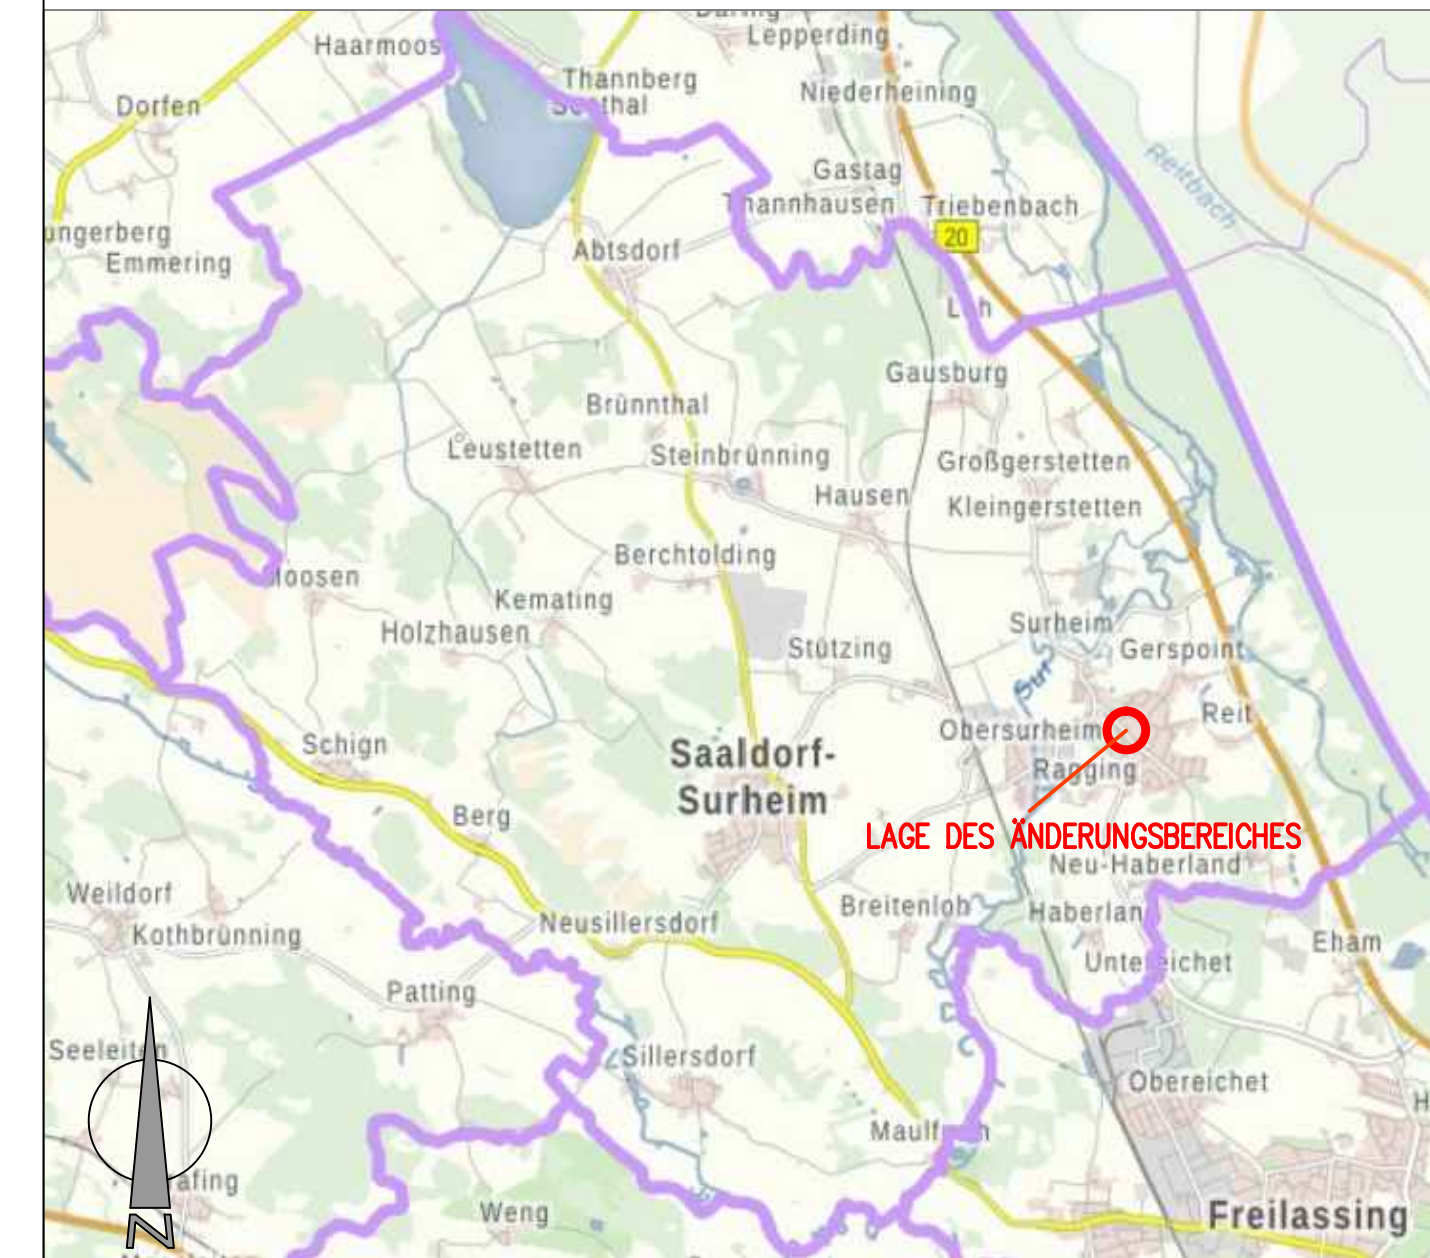 Haarmoos
Lepperding
Thannberg
Dorfen
Niederheining
Gastag
Reitbach
Triebenbach
20
Emmering
Abtsdorf
Gausburg
Brünnthal
Leustetten
Steinbrünning
Großgerstetten
Hausen
Kleingerstetten
Berchtolding
Kemating
Holzhausen
Surheim
Stützing
Gerspoint
Sur
Reit
Obersurheim
Schign
Saaldorf-
Surheim
Ragging
Berg
LAGE DES ÄNDERUNGSBEREICHES
Neu-Haberland
Weildorf
Breitenloh
Neusillersdorf
Kothbrünning
Eham
Patting
Sillersdorf
Obereichet
Weng
Freilassing
N